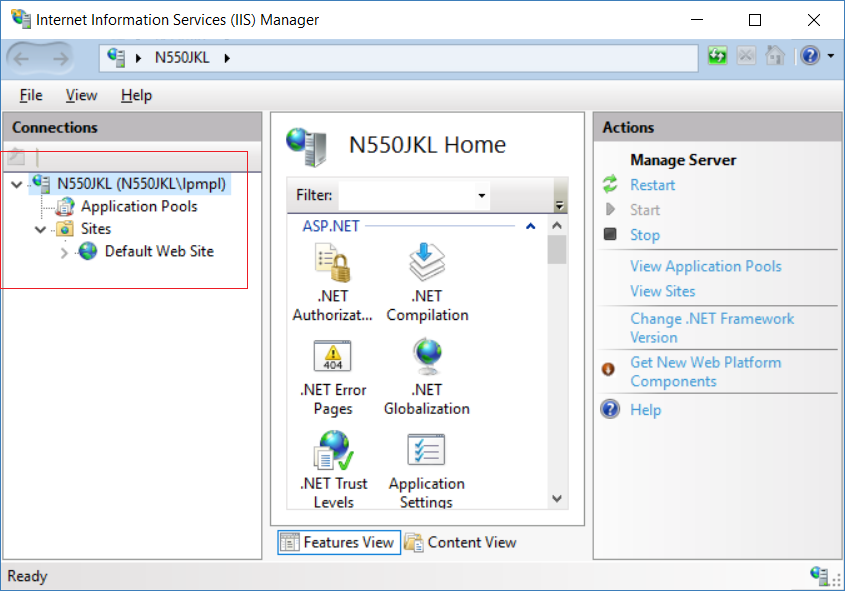 Internet Information Services (IIS) Manager
N550JKL
File View Help
Connections
N550JKL (N550JKL\lpmpl)
Application Pools
Sites
Default Web Site
N550JKL Home
Filter:
ASP.NET
.NET
Authorizat...
.NET
Compilation
404
.NET Error
Pages
.NET
Globalization
.NET Trust
Levels
Application
Settings
Features View
Content View
Actions
Manage Server
Restart
Start
Stop
View Application Pools
View Sites
Change .NET Framework
Version
Get New Web Platform
Components
Help
Ready